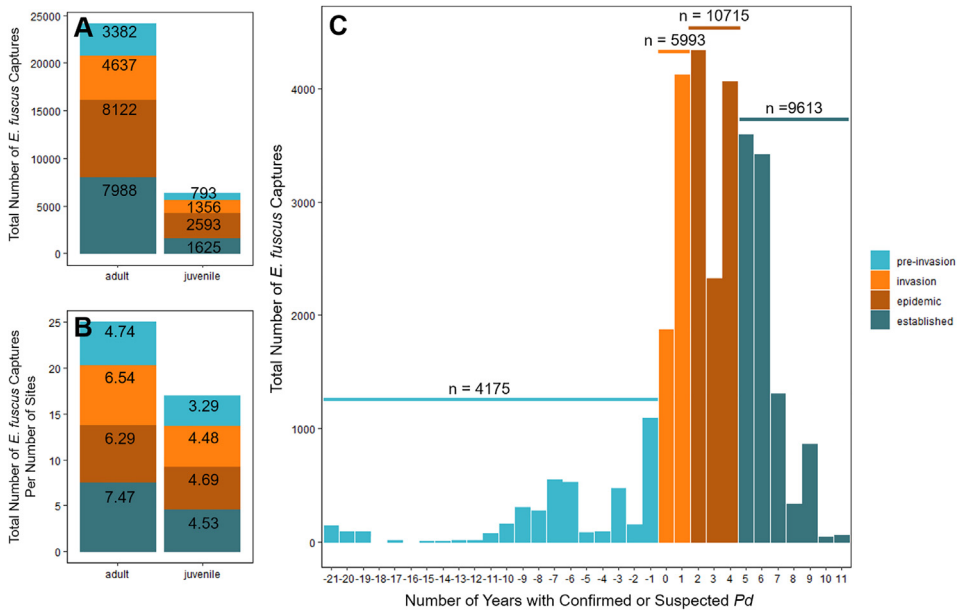 A
Total Number of E. fuscus Captures
25000
20000
15000
10000
5000
0
3382
4637
8122
7988
793
1356
2593
1625
adult
juvenile
B
Total Number of E. fuscus Captures
Per Number of Sites
25
20
15
10
5
0
4.74
6.54
6.29
7.47
3.29
4.48
4.69
4.53
adult
juvenile
C
Total Number of E. fuscus Captures
4000
3000
2000
1000
0
n = 4175
n = 5993
n = 10715
n =9613
-21 -20 -19 -18 -17 -16 -15 -14 -13 -12 -11 -10 -9 -8 -7 -6 -5 -4 -3 -2 -1 0 1 2 3 4 5 6 7 8 9 10 11
Number of Years with Confirmed or Suspected Pd
pre-invasion
invasion
epidemic
established